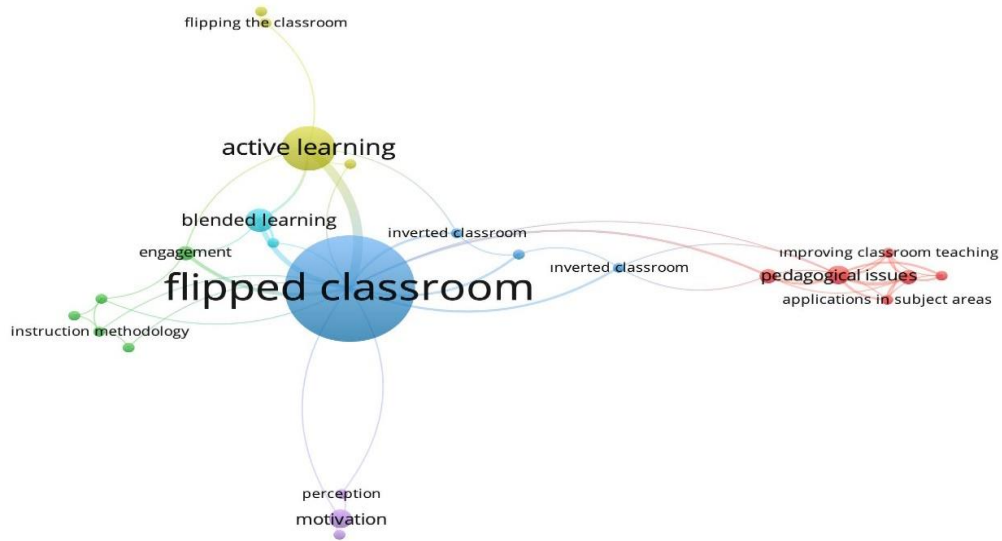 flipping the classroom
active learning
blended learning
inverted classroom
engagement
improving classroom teaching
inverted classroom
pedagogical issues
flipped classroom
applications in subject areas
instruction methodology
perception
motivation